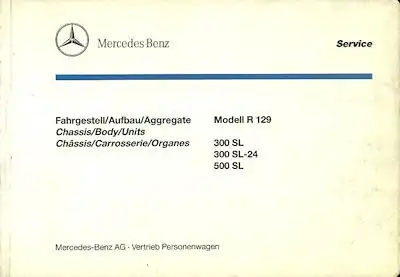 Mercedes Benz
Service
Fahrgestell/Aufbau/Aggregate
Chassis/Body/Units
Châssis/Carrosserie/Organes
Modell R 129
300 SL
300 SL-24
500 SL
Mercedes-Benz AG · Vertrieb Personenwagen